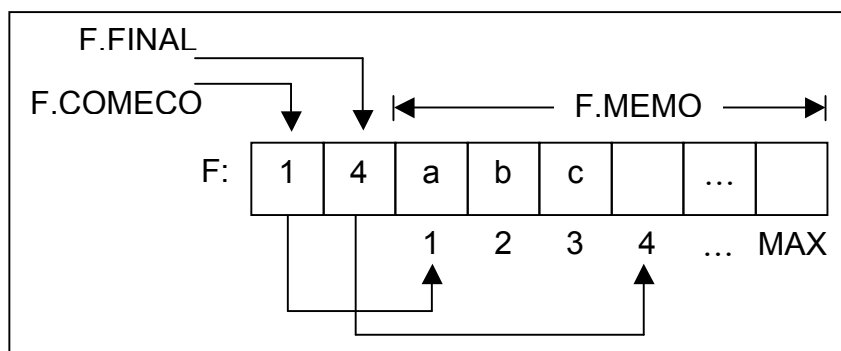 F.FINAL
F.COMECO
F.MEMO
F: 1 4 a b c ...
1 2 3 4 ... MAX